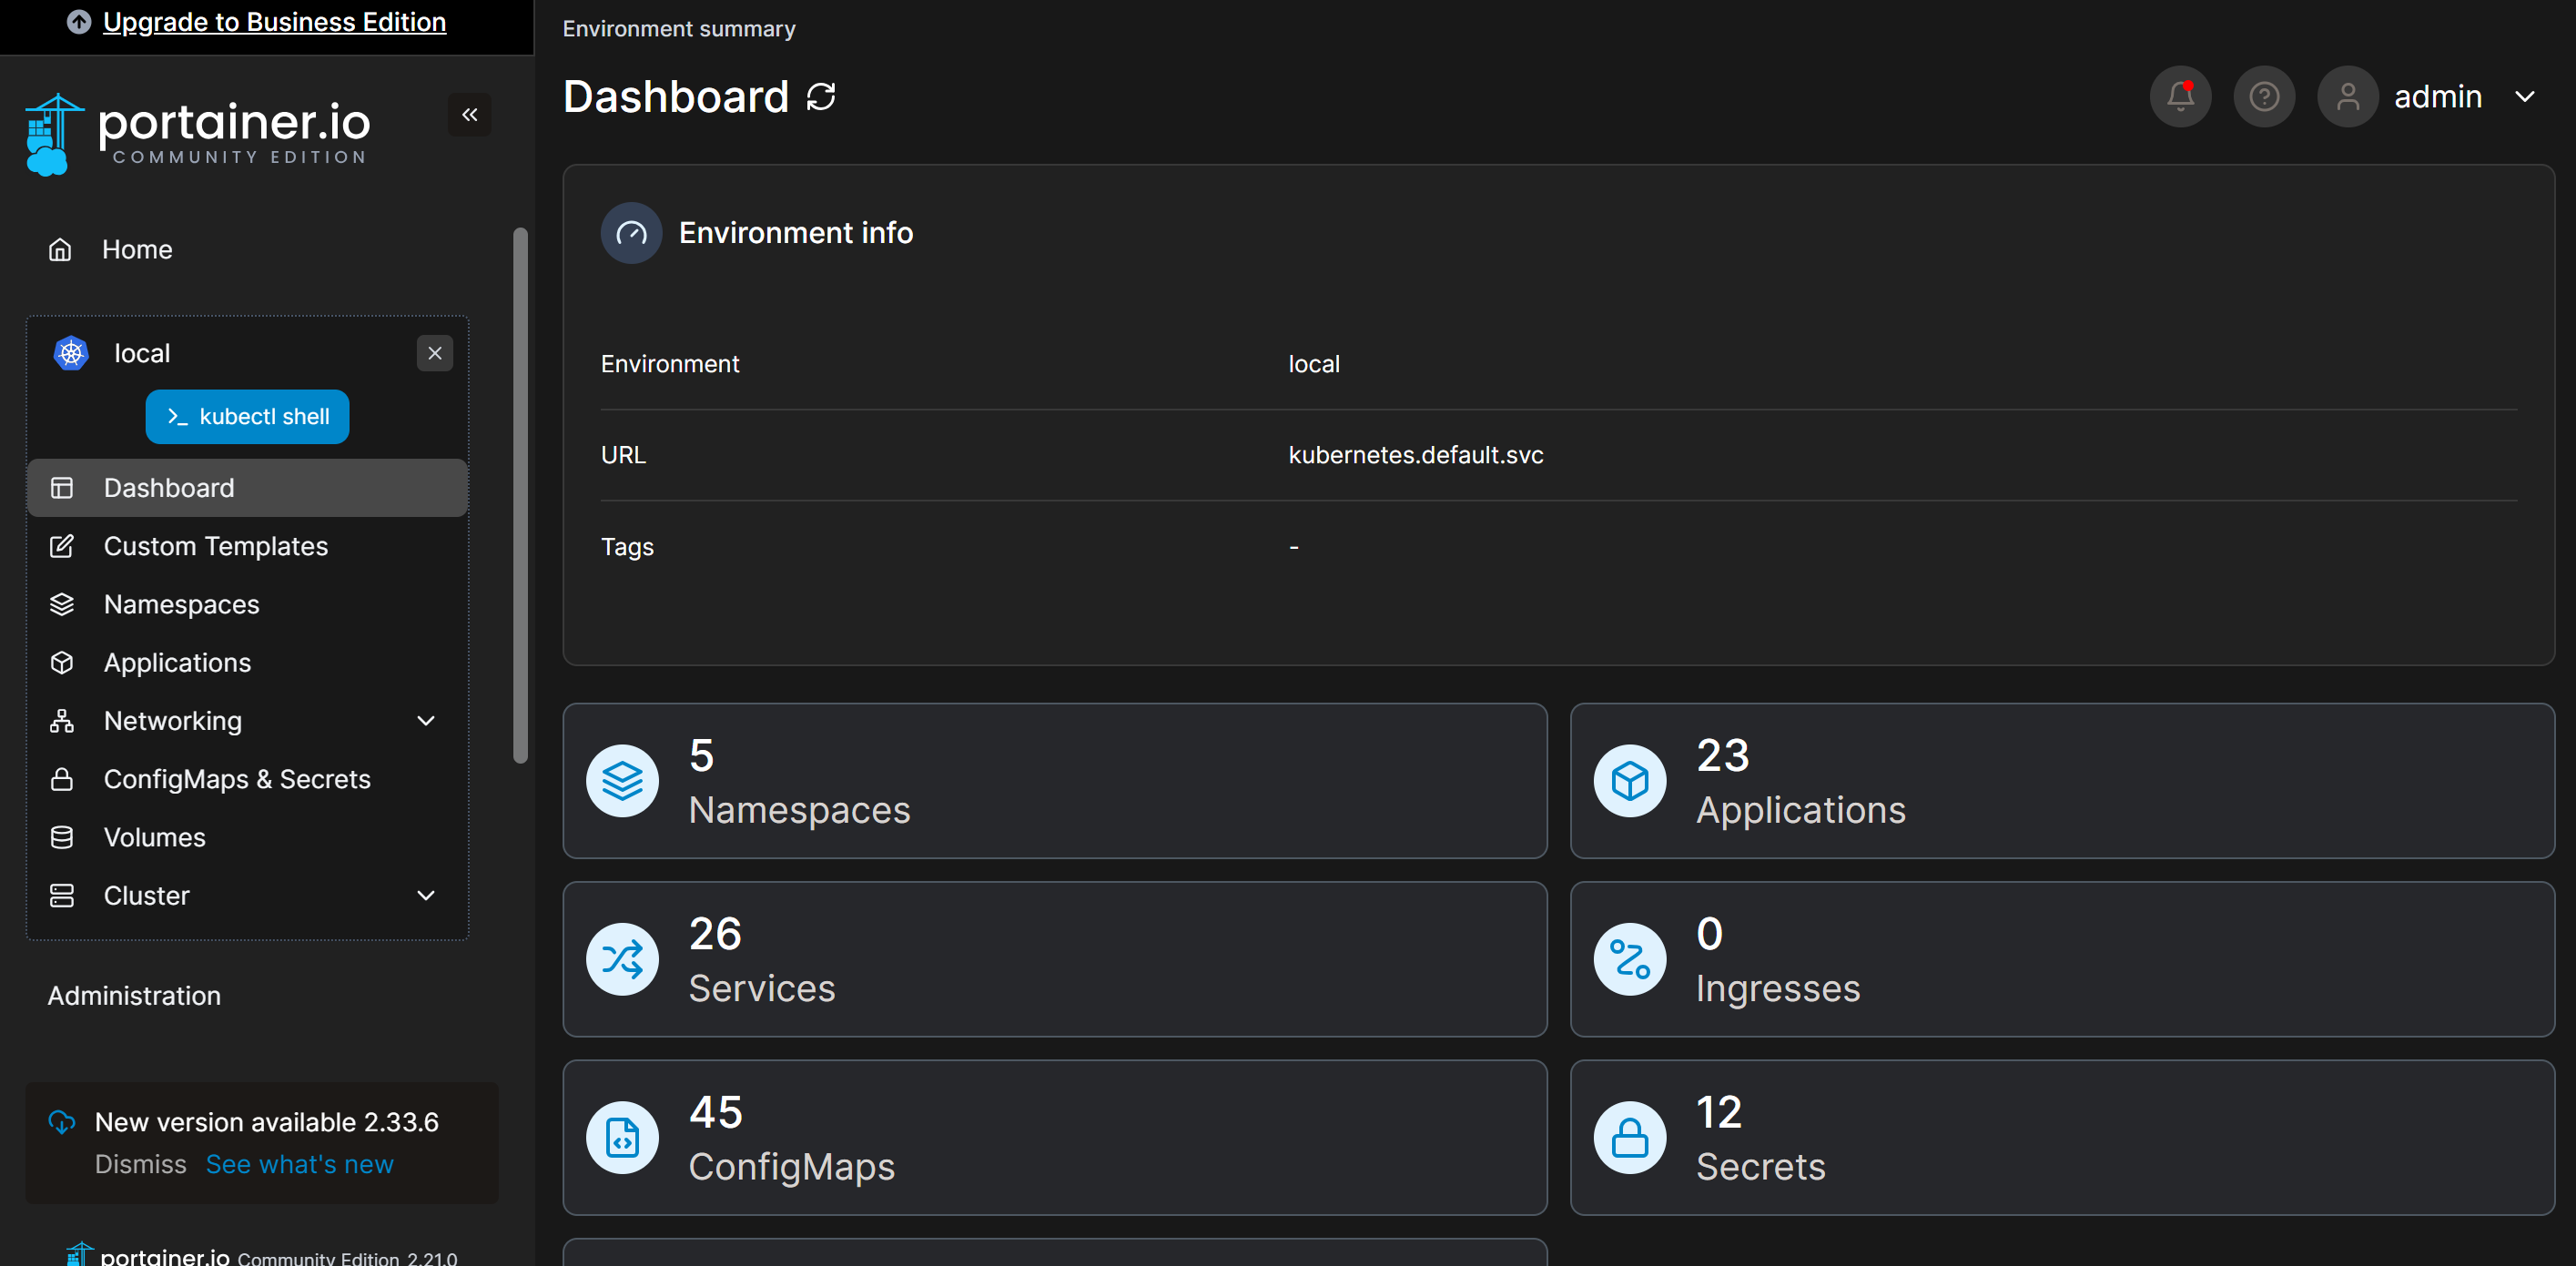 Upgrade to Business Edition
portainer.io
COMMUNITY EDITION
Home
local
kubectl shell
Dashboard
Custom Templates
Namespaces
Applications
Networking
ConfigMaps & Secrets
Volumes
Cluster
Administration
New version available 2.33.6
Dismiss See what's new
portainer.io Community Edition 2.21.0
Environment summary
Dashboard
admin
Environment info
Environment local
URL kubernetes.default.svc
Tags -
5
Namespaces
23
Applications
26
Services
0
Ingresses
45
ConfigMaps
12
Secrets